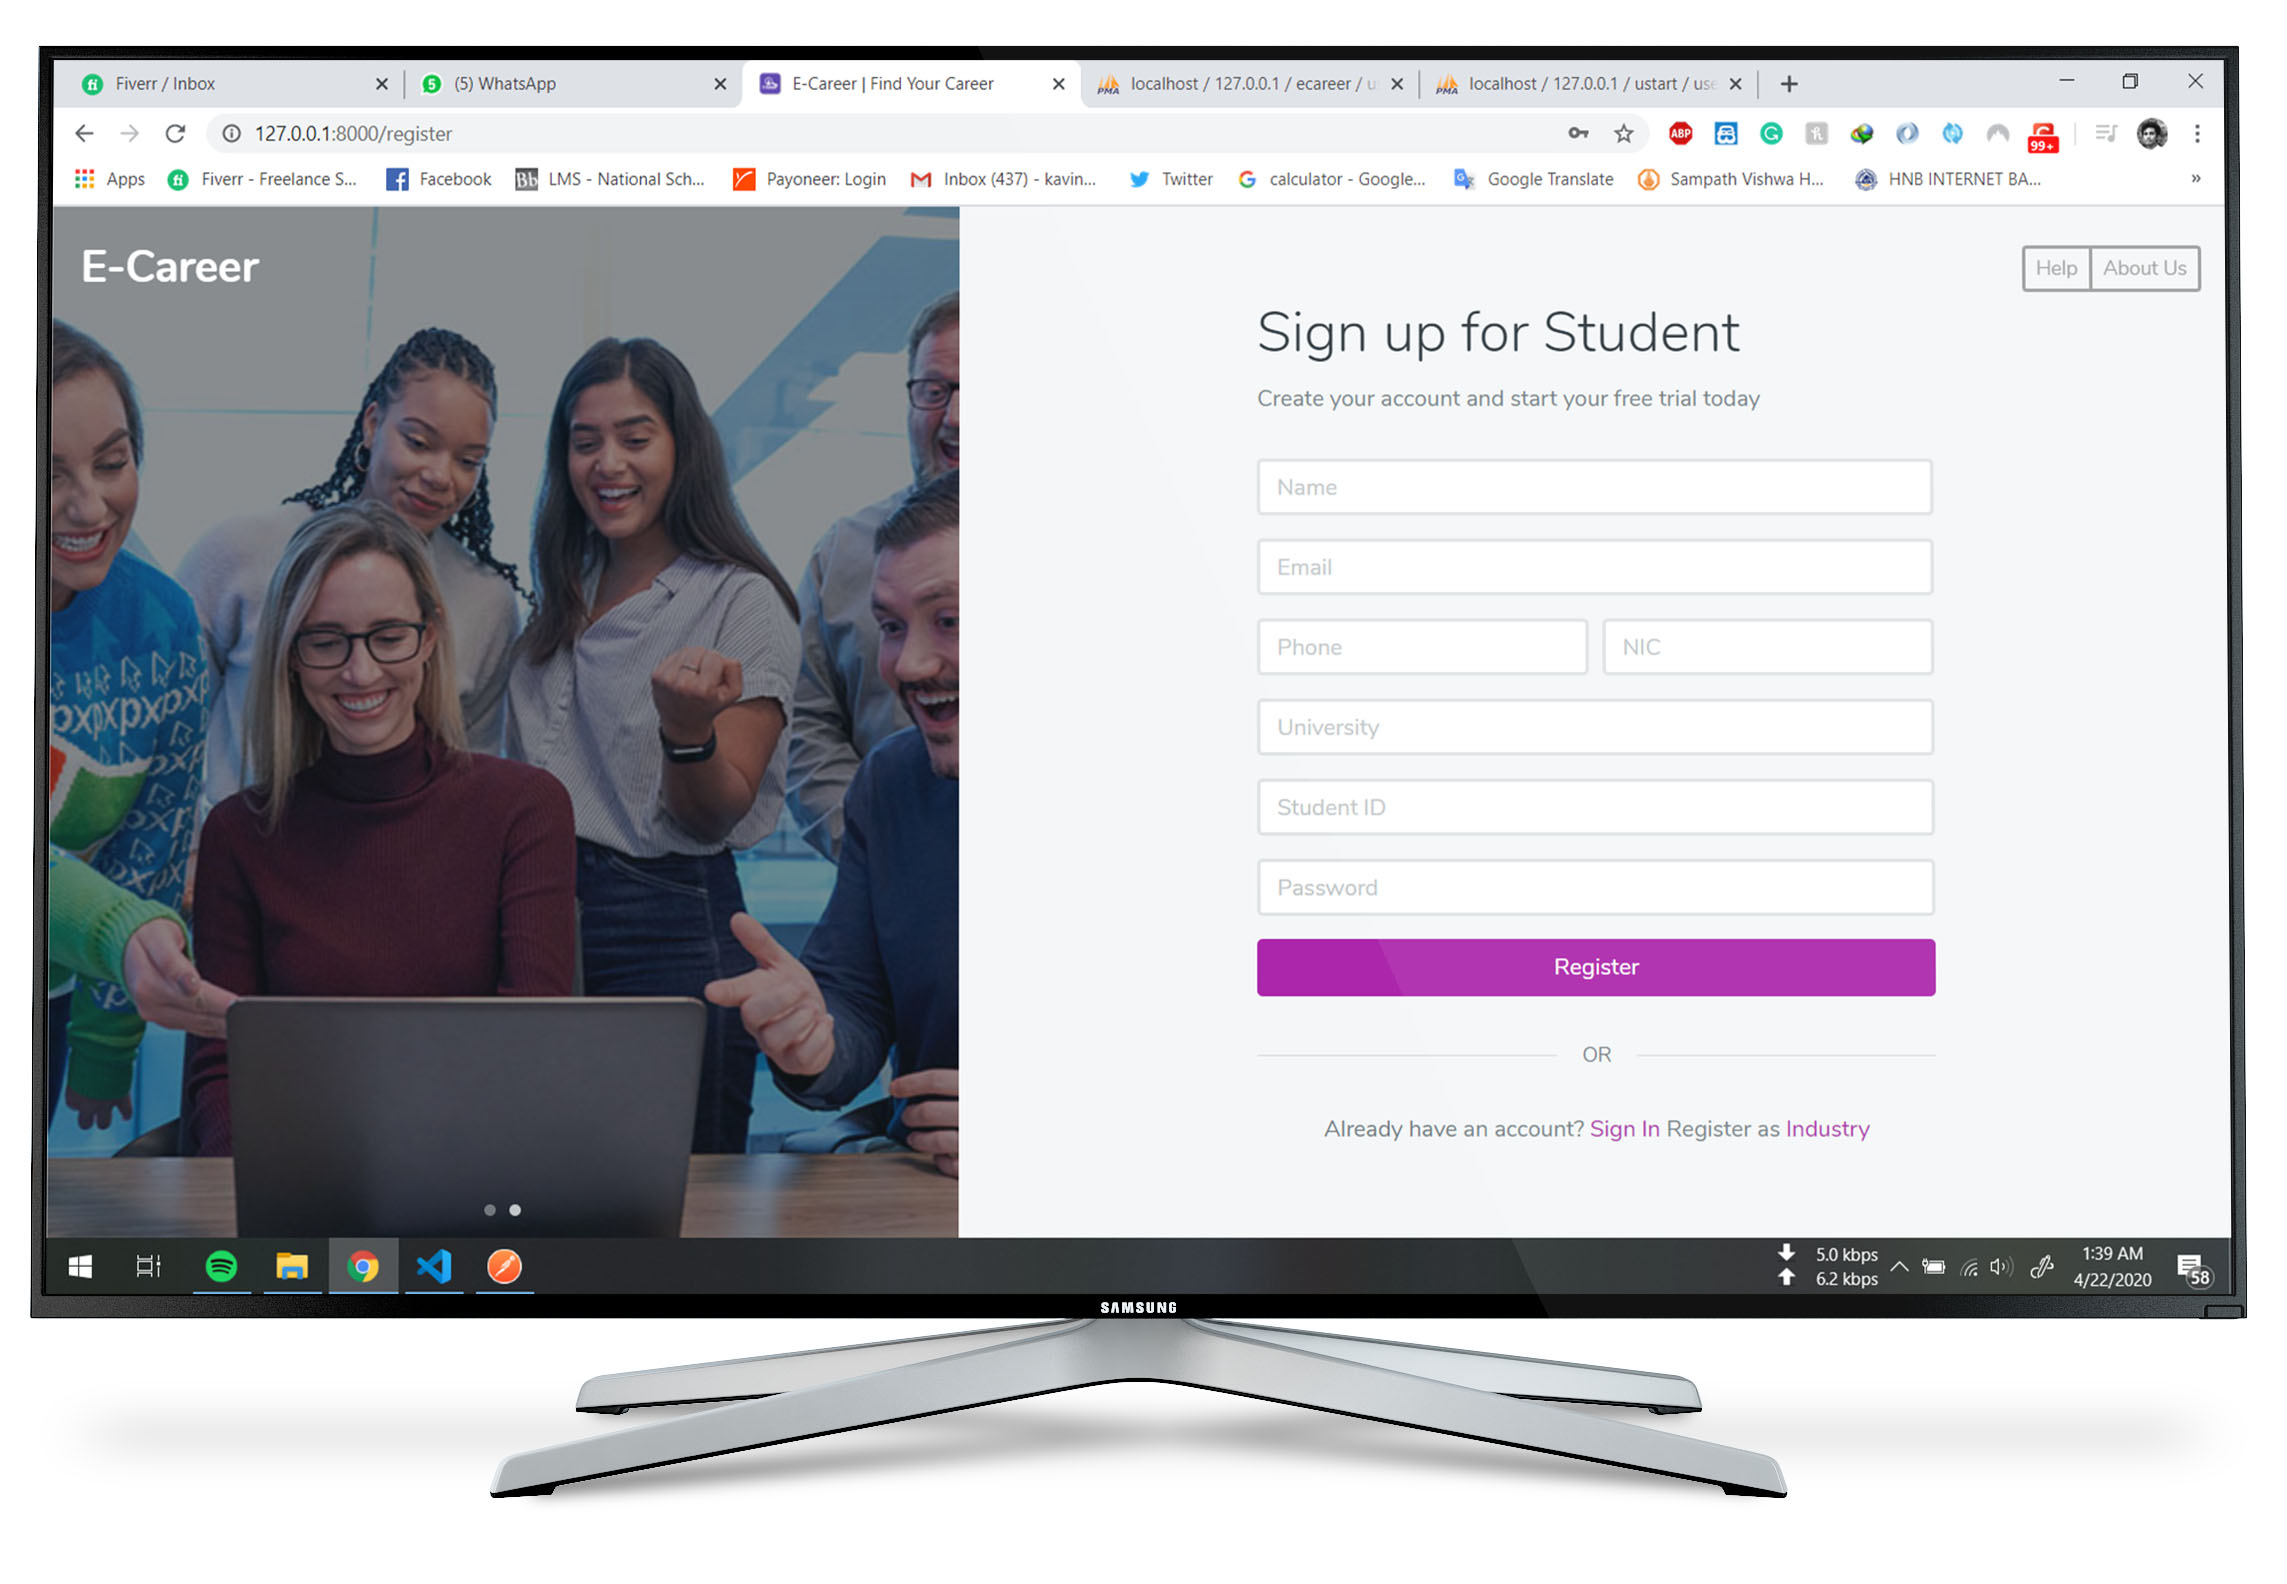 Fiverr / Inbox
(5) WhatsApp
E-Career | Find Your Career
localhost / 127.0.0.1 / ecareer / u
localhost / 127.0.0.1 / ustart / use
127.0.0.1:8000/register
ABP
99+
Apps
Fiverr - Freelance S...
Facebook
Bb LMS - National Sch...
Payoneer: Login
Inbox (437) - kavin...
Twitter
calculator - Google...
Google Translate
Sampath Vishwa H...
HNB INTERNET BA...
»
E-Career
Help
About Us
Sign up for Student
Create your account and start your free trial today
Name
Email
Phone
NIC
University
Student ID
Password
Register
OR
Already have an account? Sign In Register as Industry
5.0 kbps
6.2 kbps
1:39 AM
4/22/2020
58
SAMSUNG